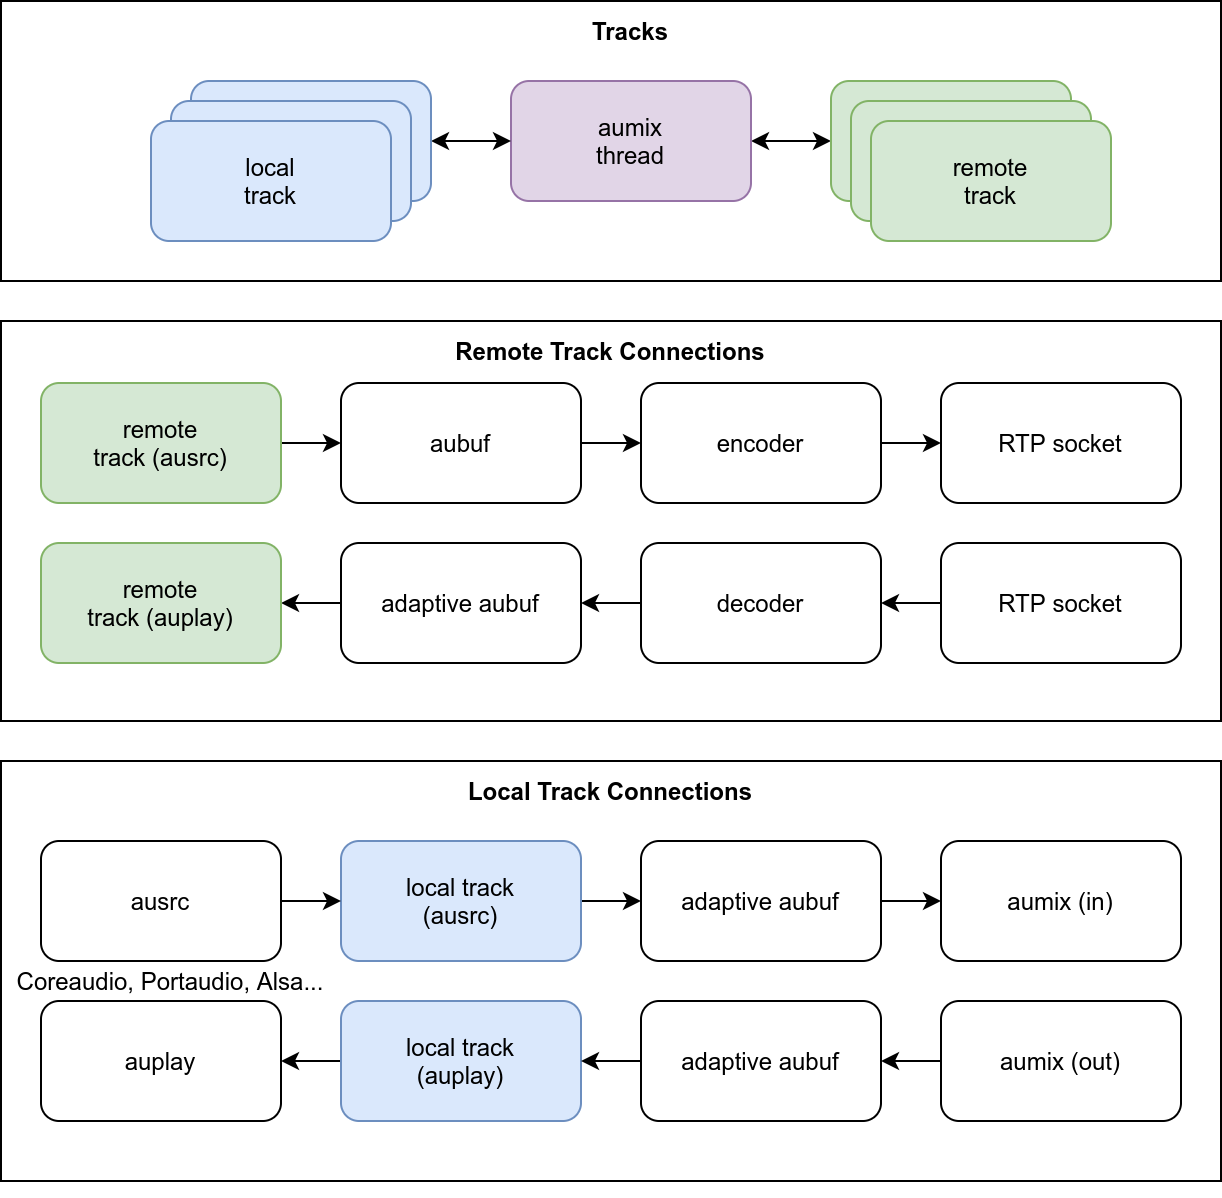 Tracks
local
track
aumix
thread
remote
track
Remote Track Connections
remote
track (ausrc)
aubuf
encoder
RTP socket
remote
track (auplay)
adaptive aubuf
decoder
RTP socket
Local Track Connections
ausrc
local track
(ausrc)
adaptive aubuf
aumix (in)
Coreaudio, Portaudio, Alsa...
auplay
local track
(auplay)
adaptive aubuf
aumix (out)